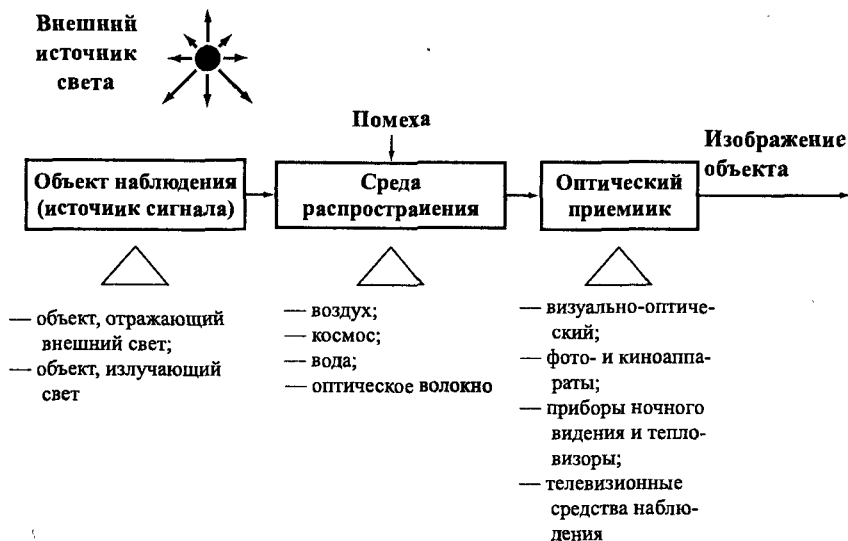 Внешний
источник
света
Помеха
Изображение
объекта
Объект наблюдения
(источиик сигнала)
Среда
распространения
Оптический
приемиик
— объект, отражающий
внешний свет;
— объект, излучающий
свет
— воздух;
— космос;
— вода;
— оптическое волокно
— визуально-оптиче-
ский;
— фото- и киноаппа-
раты;
— приборы ночного
видения и тепло-
визоры;
— телевизионные
средства наблю-
дения